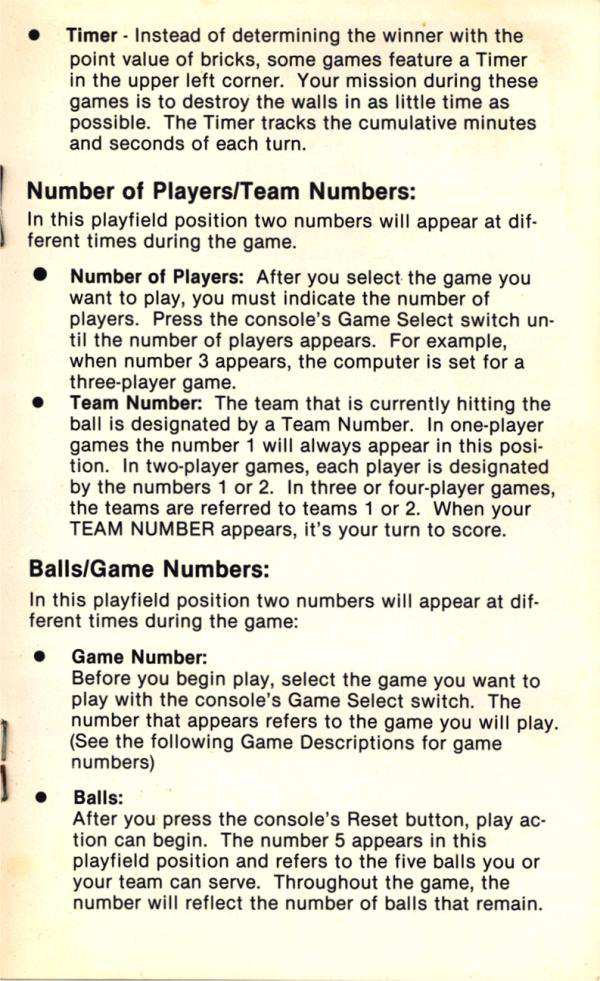 ● Timer - Instead of determining the winner with the
point value of bricks, some games feature a Timer
in the upper left corner. Your mission during these
games is to destroy the walls in as little time as
possible. The Timer tracks the cumulative minutes
and seconds of each turn.
Number of Players/Team Numbers:
In this playfield position two numbers will appear at dif-
ferent times during the game.
● Number of Players: After you select the game you
want to play, you must indicate the number of
players. Press the console's Game Select switch un-
til the number of players appears. For example,
when number 3 appears, the computer is set for a
three-player game.
● Team Number: The team that is currently hitting the
ball is designated by a Team Number. In one-player
games the number 1 will always appear in this posi-
tion. In two-player games, each player is designated
by the numbers 1 or 2. In three or four-player games,
the teams are referred to teams 1 or 2. When your
TEAM NUMBER appears, it's your turn to score.
Balls/Game Numbers:
In this playfield position two numbers will appear at dif-
ferent times during the game:
● Game Number:
Before you begin play, select the game you want to
play with the console's Game Select switch. The
number that appears refers to the game you will play.
(See the following Game Descriptions for game
numbers)
● Balls:
After you press the console's Reset button, play ac-
tion can begin. The number 5 appears in this
playfield position and refers to the five balls you or
your team can serve. Throughout the game, the
number will reflect the number of balls that remain.